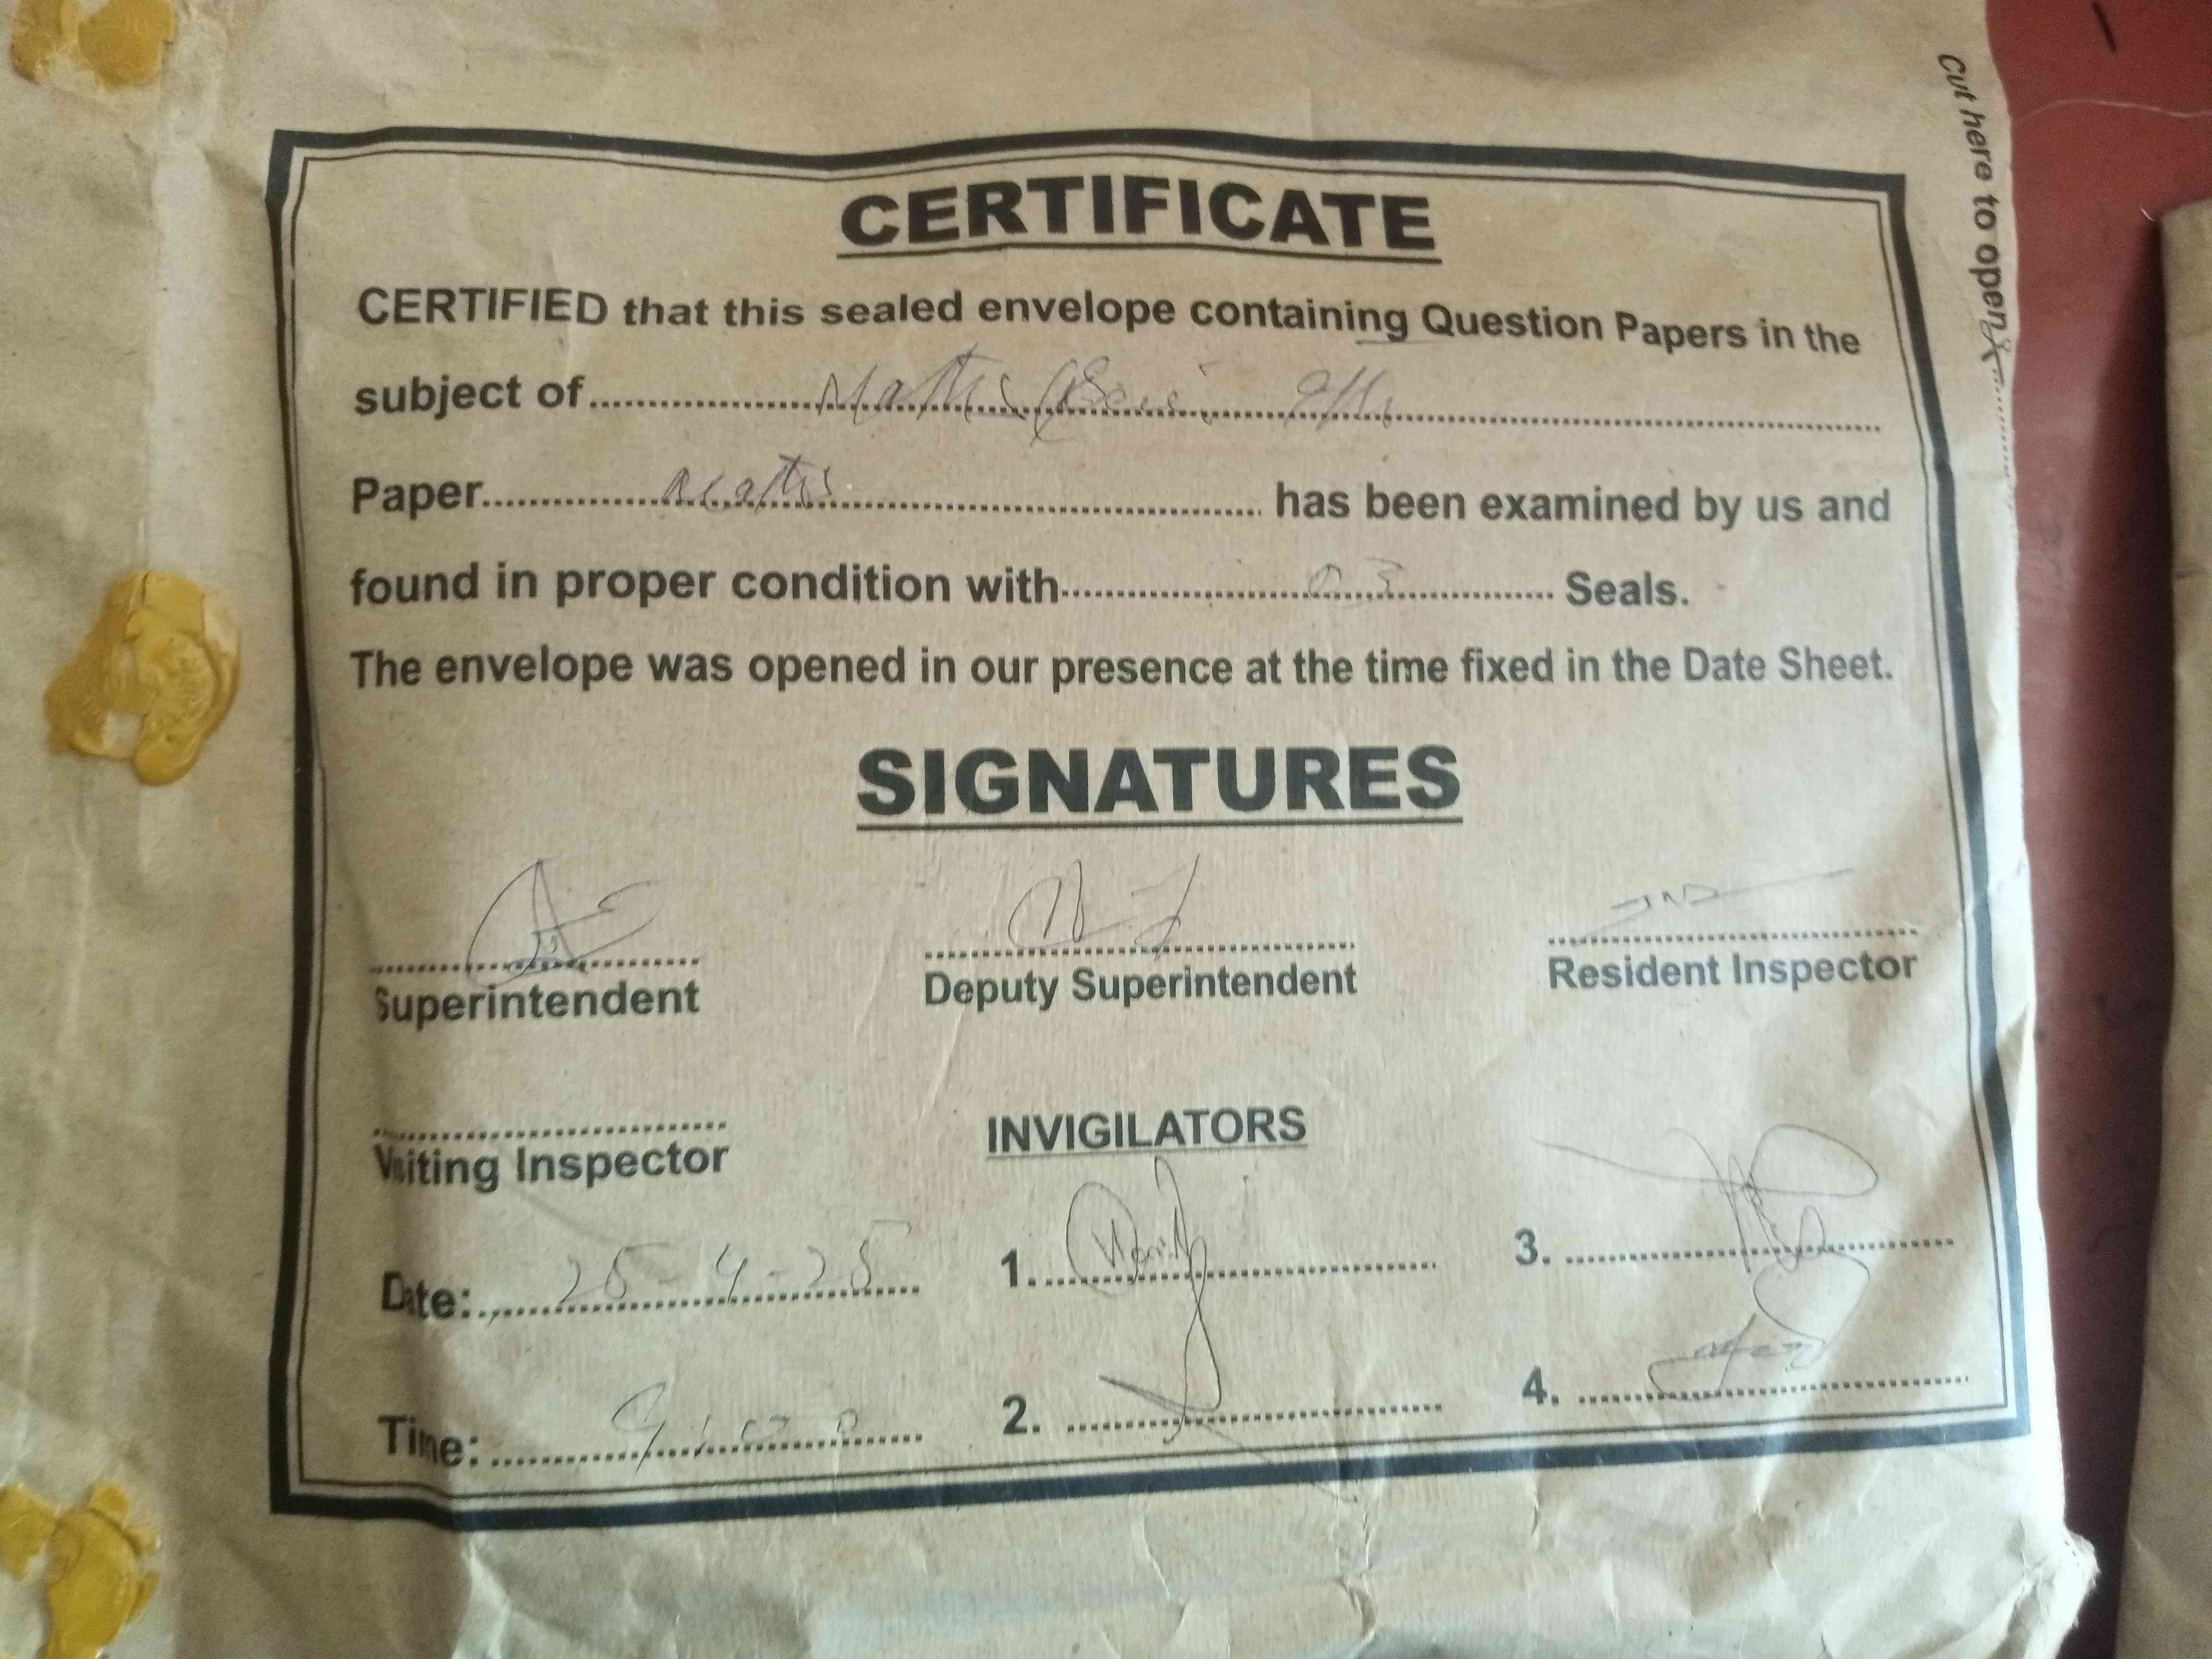 Cut here to open
CERTIFICATE
CERTIFIED that this sealed envelope containing Question Papers in the
subject of.......... Maths (Sci) ..........
Paper.......... Maths .......... has been examined by us and
found in proper condition with.......... 03 .......... Seals.
The envelope was opened in our presence at the time fixed in the Date Sheet.
SIGNATURES
Superintendent Deputy Superintendent Resident Inspector
Visiting Inspector INVIGILATORS
Date: 25-4-25 1. 3.
Time: 2. 4.